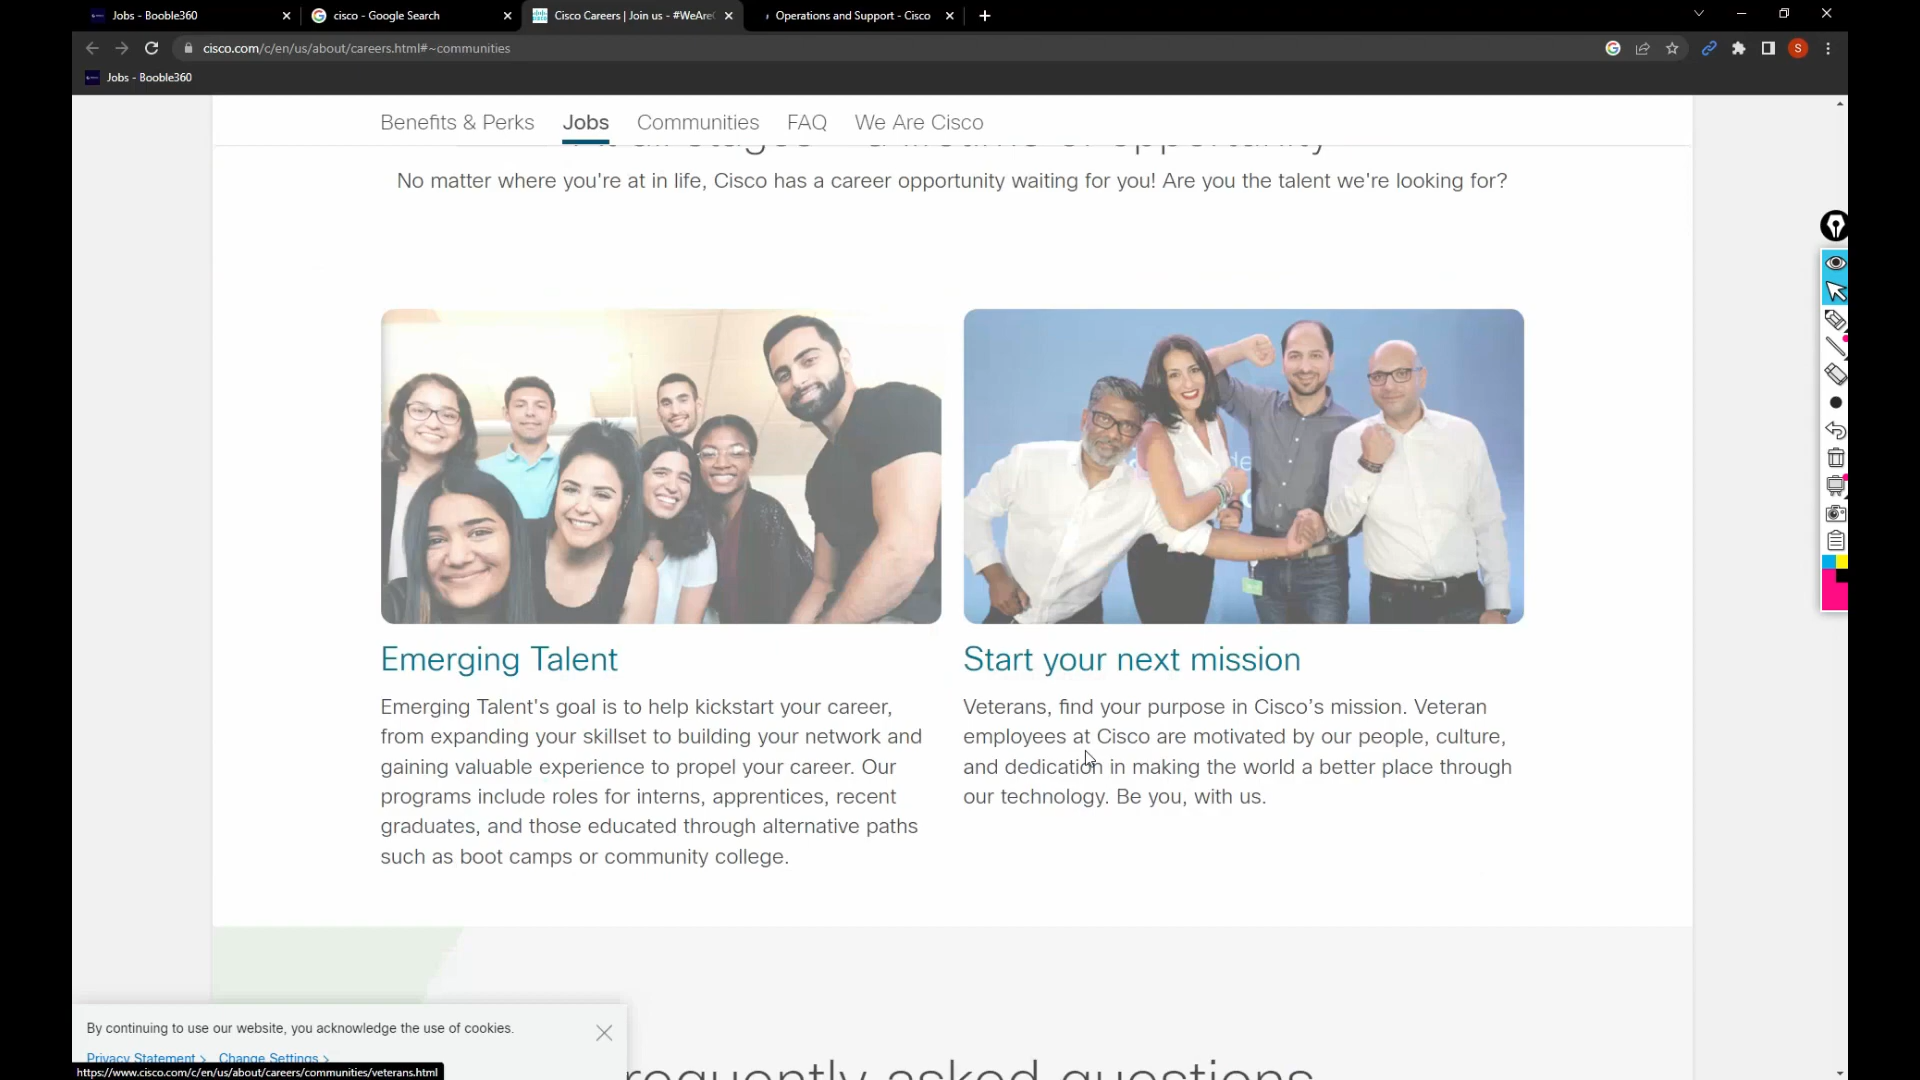 Jobs - Booble360
cisco - Google Search
Cisco Careers | Join us - #WeAre
Operations and Support - Cisco
cisco.com/c/en/us/about/careers.html#~communities
S
Jobs - Booble360
Benefits & Perks
Jobs
Communities
FAQ
We Are Cisco
opportunity
No matter where you're at in life, Cisco has a career opportunity waiting for you! Are you the talent we're looking for?
Emerging Talent
Emerging Talent's goal is to help kickstart your career,
from expanding your skillset to building your network and
gaining valuable experience to propel your career. Our
programs include roles for interns, apprentices, recent
graduates, and those educated through alternative paths
such as boot camps or community college.
Start your next mission
Veterans, find your purpose in Cisco’s mission. Veteran
employees at Cisco are motivated by our people, culture,
and dedication in making the world a better place through
our technology. Be you, with us.
By continuing to use our website, you acknowledge the use of cookies.
Privacy Statement >
Change Settings >
https://www.cisco.com/c/en/us/about/careers/communities/veterans.html
requently asked questions